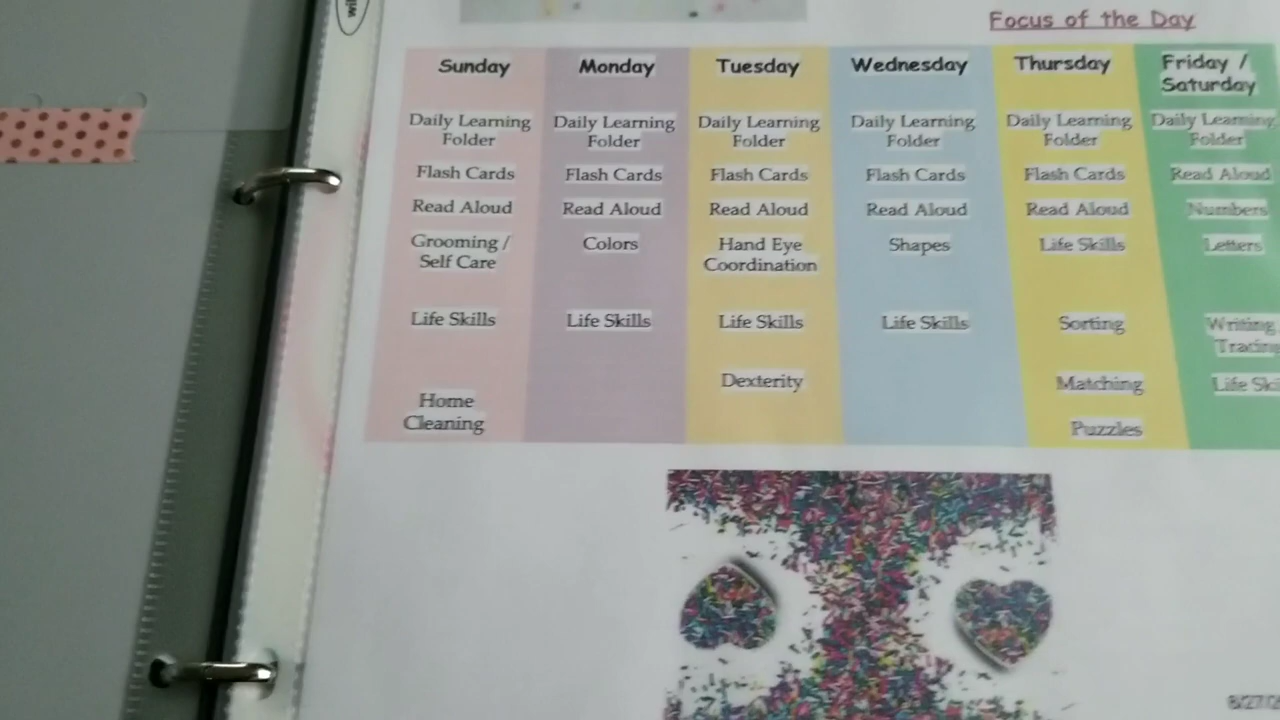 Focus of the Day
Sunday Monday Tuesday Wednesday Thursday Friday / Saturday
Daily Learning Folder Daily Learning Folder Daily Learning Folder Daily Learning Folder Daily Learning Folder Daily Learning Folder
Flash Cards Flash Cards Flash Cards Flash Cards Flash Cards Read Aloud
Read Aloud Read Aloud Read Aloud Read Aloud Read Aloud Numbers
Grooming / Self Care Colors Hand Eye Coordination Shapes Life Skills Letters
Life Skills Life Skills Life Skills Life Skills Sorting Writing Tracing
Dexterity Matching Life Ski
Home Cleaning Puzzles